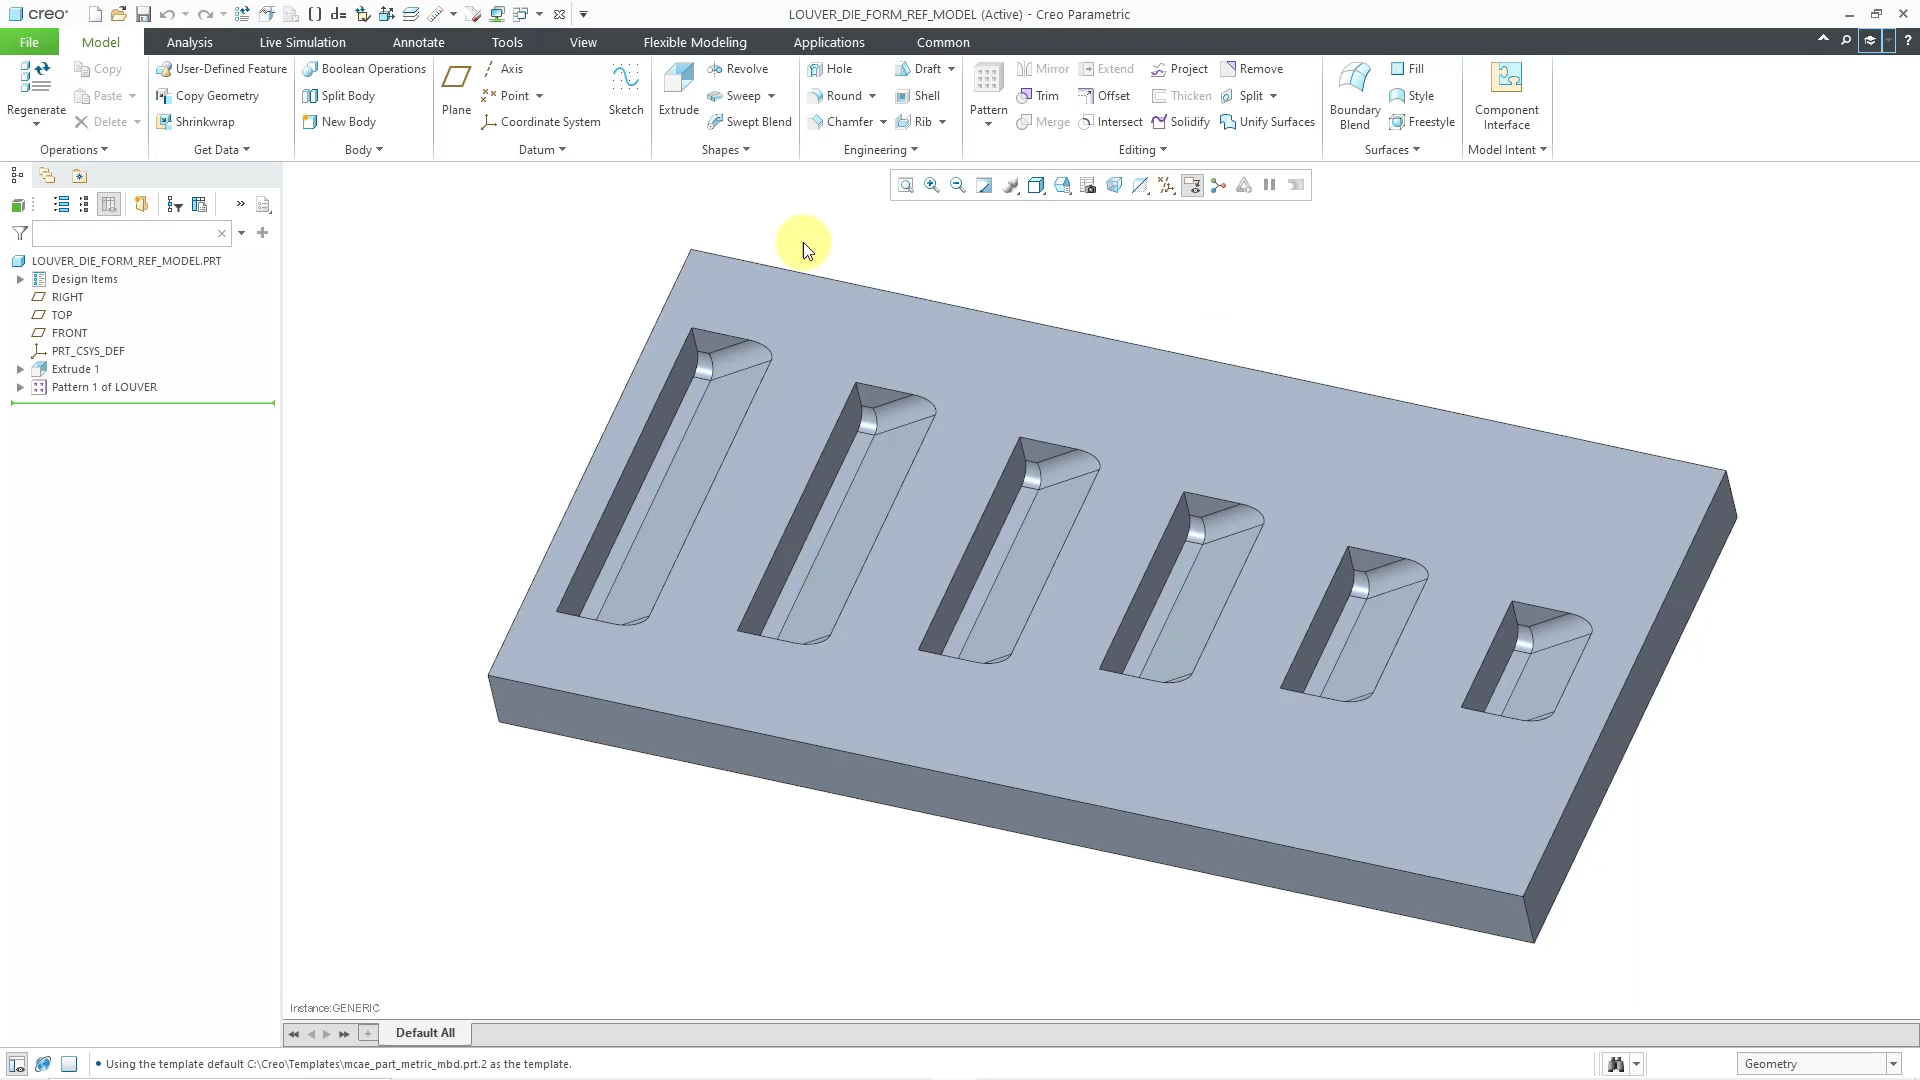 creo
LOUVER_DIE_FORM_REF_MODEL (Active) - Creo Parametric
File Model Analysis Live Simulation Annotate Tools View Flexible Modeling Applications Common
Regenerate
Copy
Paste
Delete
Operations
User-Defined Feature
Copy Geometry
Shrinkwrap
Get Data
Boolean Operations
Split Body
New Body
Body
Plane
Axis
Point
Coordinate System
Sketch
Datum
Extrude
Revolve
Sweep
Swept Blend
Shapes
Hole
Round
Chamfer
Draft
Shell
Rib
Engineering
Pattern
Mirror
Trim
Merge
Extend
Offset
Intersect
Project
Thicken
Solidify
Remove
Split
Unify Surfaces
Editing
Boundary
Blend
Fill
Style
Freestyle
Surfaces
Component
Interface
Model Intent
LOUVER_DIE_FORM_REF_MODEL.PRT
Design Items
RIGHT
TOP
FRONT
PRT_CSYS_DEF
Extrude 1
Pattern 1 of LOUVER
Instance:GENERIC
Default All
• Using the template default C:\Creo\Templates\mcae_part_metric_mbd.prt.2 as the template.
Geometry